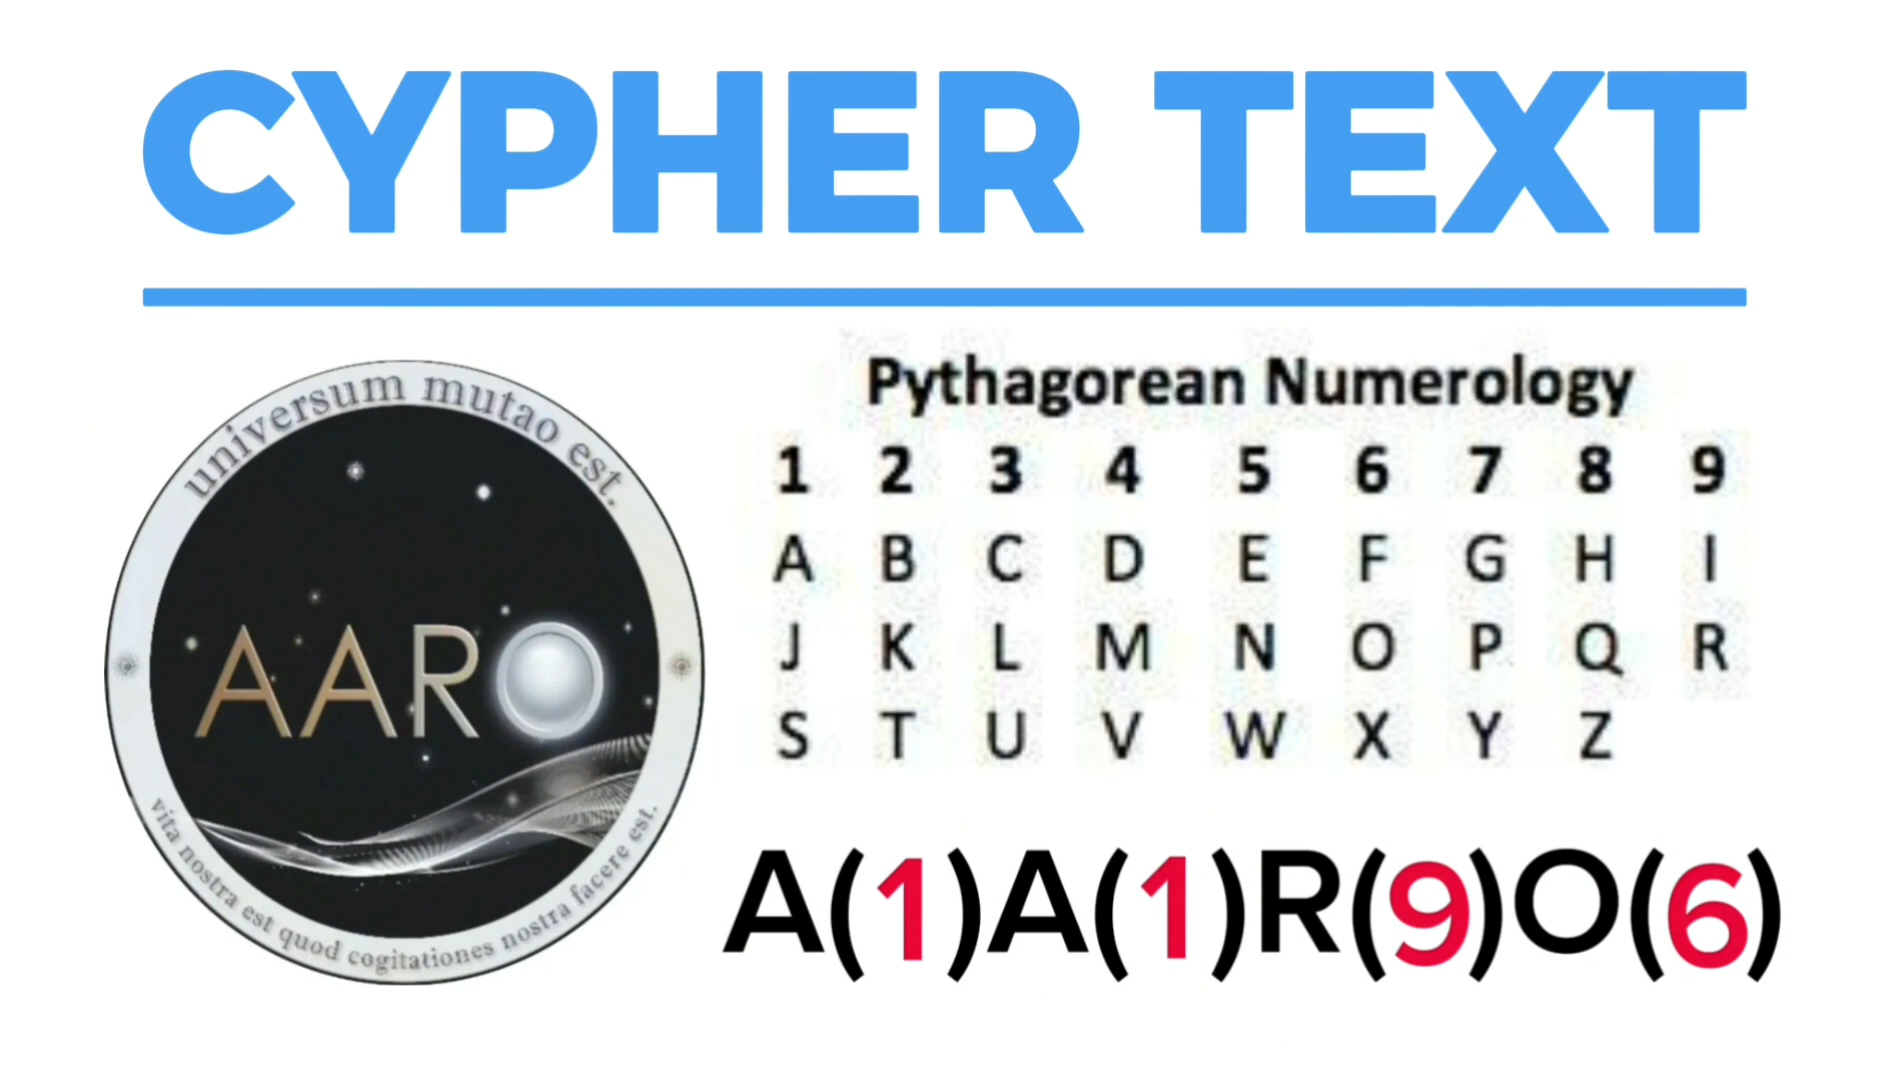 CYPHER TEXT
universum mutao est.
AARO
vita nostra est quod cogitationes nostra facere est.
Pythagorean Numerology
1 2 3 4 5 6 7 8 9
A B C D E F G H I
J K L M N O P Q R
S T U V W X Y Z
A(1)A(1)R(9)O(6)